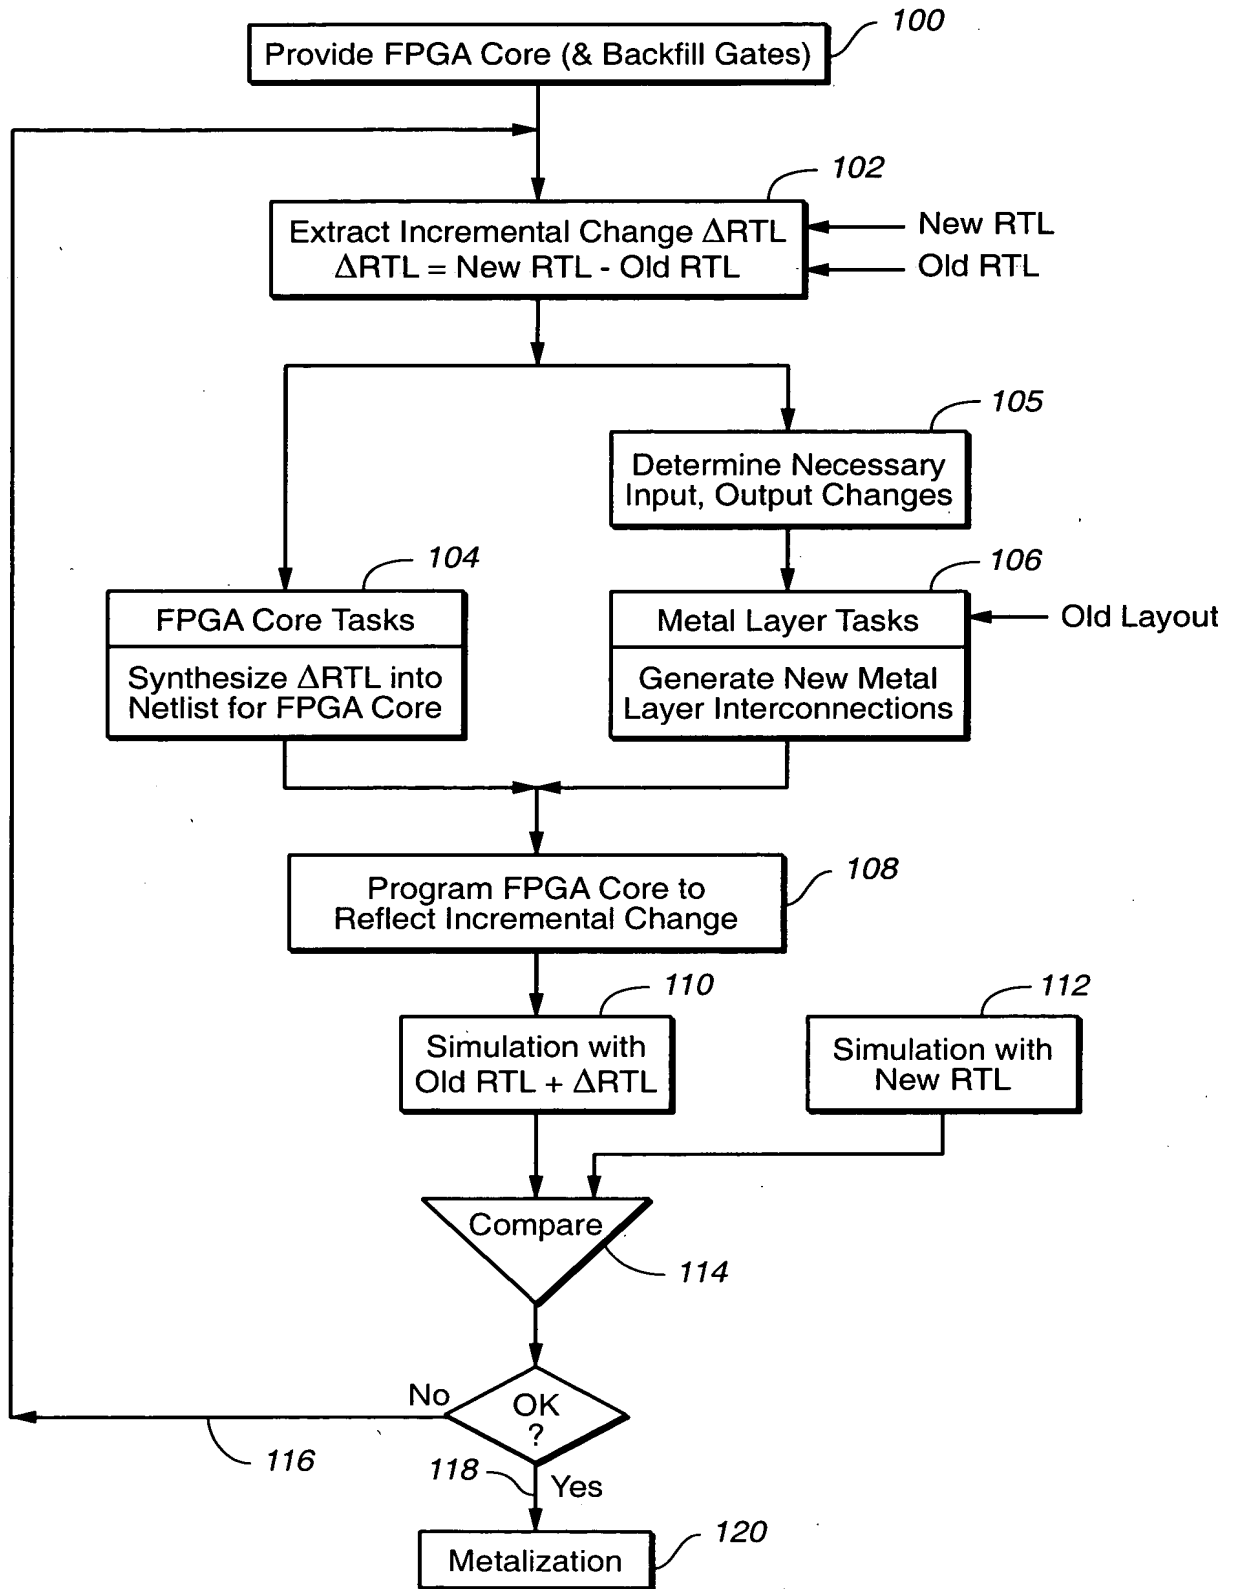 100
Provide FPGA Core (& Backfill Gates)
102
Extract Incremental Change ΔRTL
ΔRTL = New RTL - Old RTL
New RTL
Old RTL
105
Determine Necessary
Input, Output Changes
104
FPGA Core Tasks
Synthesize ΔRTL into
Netlist for FPGA Core
106
Metal Layer Tasks
Old Layout
Generate New Metal
Layer Interconnections
108
Program FPGA Core to
Reflect Incremental Change
110
Simulation with
Old RTL + ΔRTL
112
Simulation with
New RTL
Compare
114
No
OK
?
116
118
Yes
120
Metalization